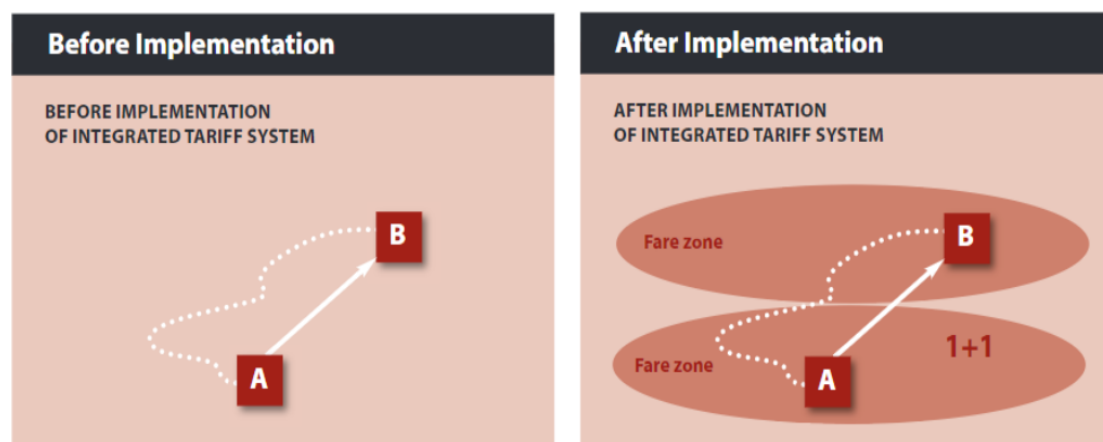 Before Implementation
BEFORE IMPLEMENTATION
OF INTEGRATED TARIFF SYSTEM
B
A
After Implementation
AFTER IMPLEMENTATION
OF INTEGRATED TARIFF SYSTEM
Fare zone
B
1+1
Fare zone
A